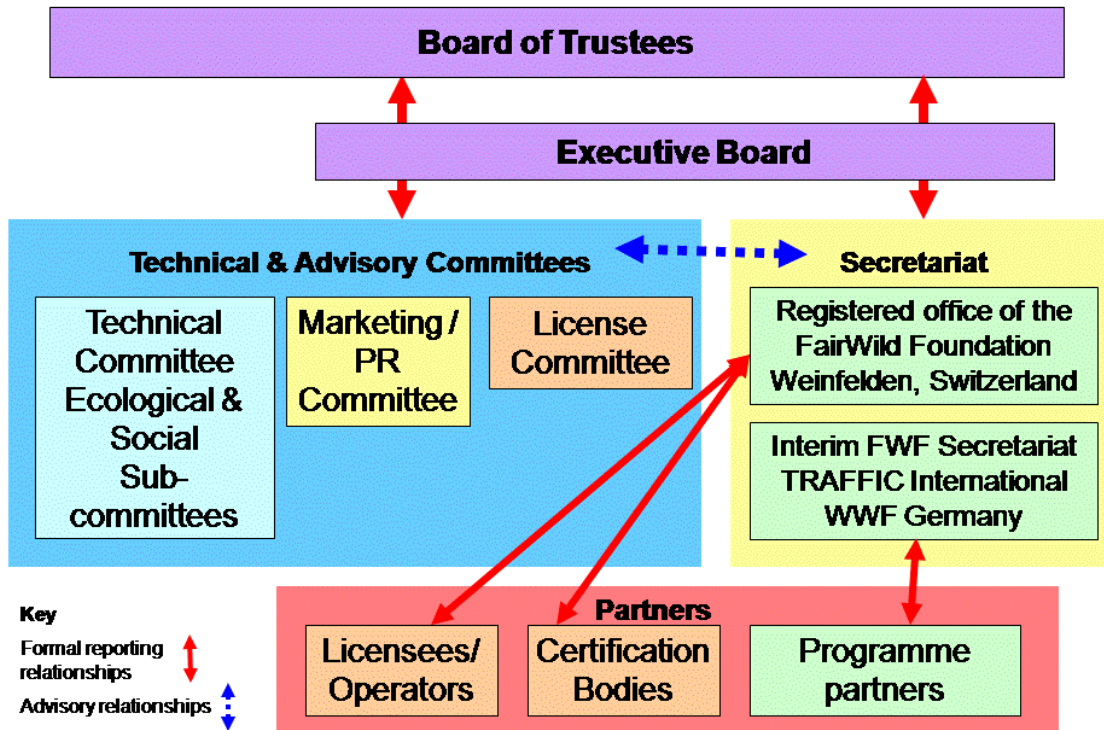 Board of Trustees
Executive Board
Technical & Advisory Committees
Technical
Committee
Ecological &
Social
Sub-
committees
Marketing /
PR
Committee
License
Committee
Secretariat
Registered office of the
FairWild Foundation
Weinfelden, Switzerland
Interim FWF Secretariat
TRAFFIC International
WWF Germany
Partners
Licensees/
Operators
Certification
Bodies
Programme
partners
Key
Formal reporting
relationships
Advisory relationships